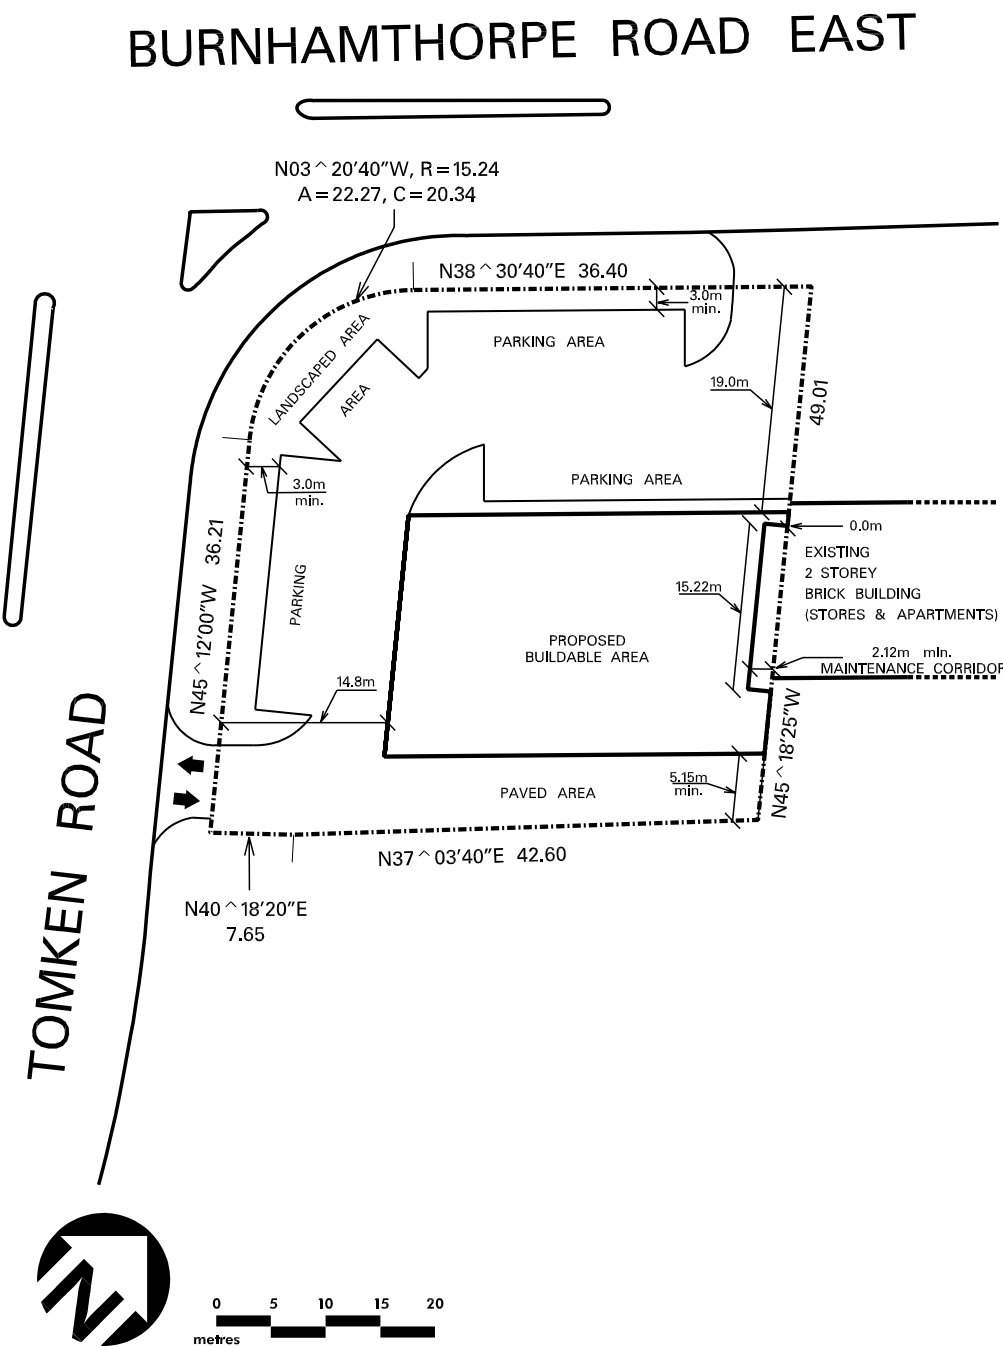 BURNHAMTHORPE ROAD EAST
N03^20'40"W, R=15.24
A=22.27, C=20.34
N38^30'40"E 36.40
3.0m
min.
LANDSCAPED AREA
PARKING AREA
AREA
19.0m
49.01
PARKING AREA
3.0m
min.
0.0m
N45^12'00"W 36.21
EXISTING
2 STOREY
BRICK BUILDING
(STORES & APARTMENTS)
PARKING
15.22m
PROPOSED
BUILDABLE AREA
2.12m min.
MAINTENANCE CORRIDOR
14.8m
N45^18'25"W
5.15m
min.
PAVED AREA
TOMKEN ROAD
N37^03'40"E 42.60
N40^18'20"E
7.65
N
0 5 10 15 20
metres